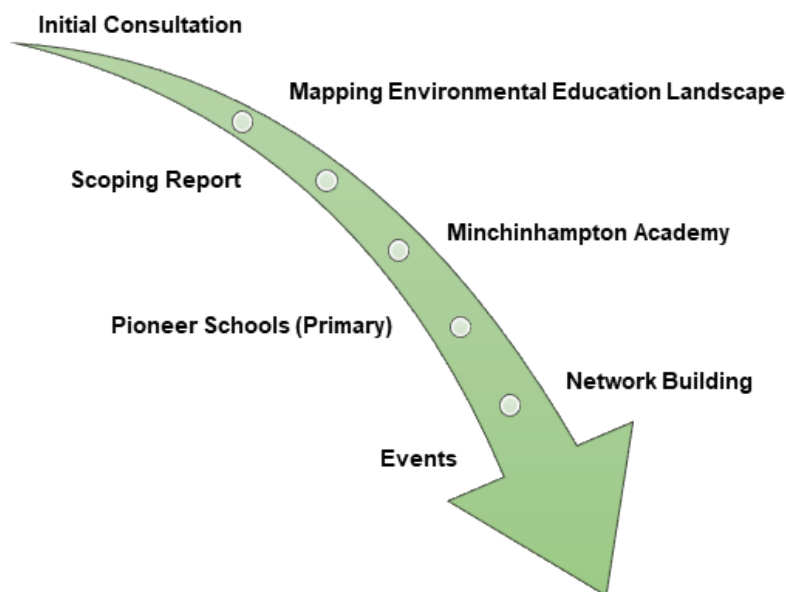 Initial Consultation
Mapping Environmental Education Landscape
Scoping Report
Minchinhampton Academy
Pioneer Schools (Primary)
Network Building
Events